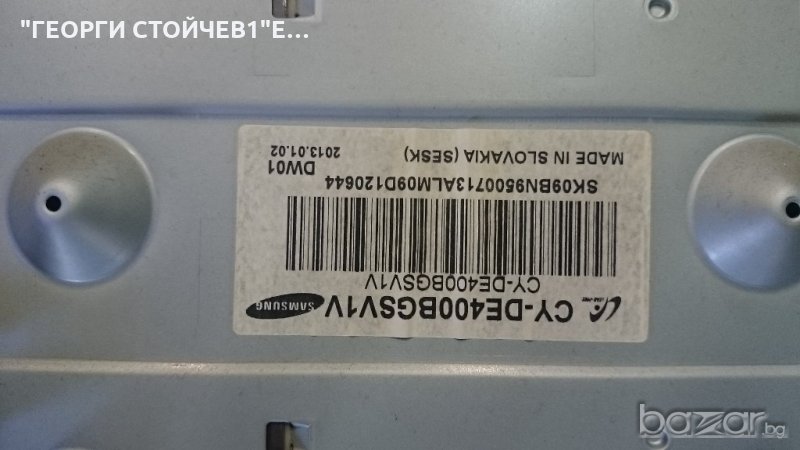 "ГЕОРГИ СТОЙЧЕВ1"Е...
CY-DE400BGSV1V
SAMSUNG
CY-DE400BGSV1V
SK09BN9500713ALM09D120644
MADE IN SLOVAKIA (SESK)
DW01
2013.01.02
bazar.bg